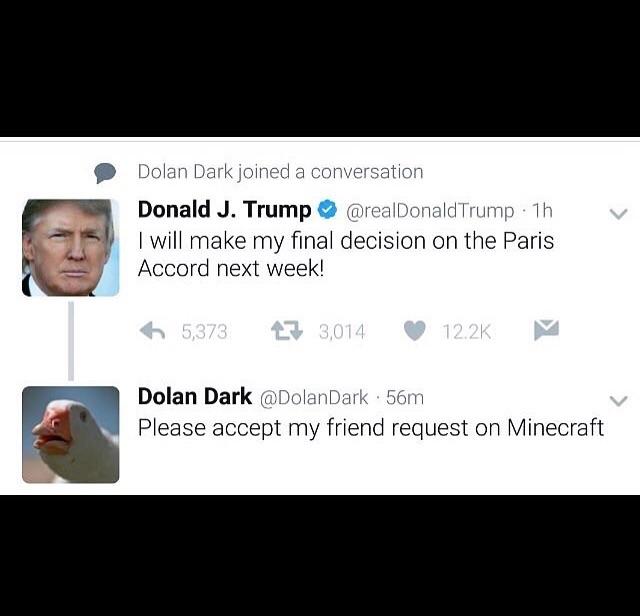 Dolan Dark joined a conversation
Donald J. Trump @realDonaldTrump · 1h
I will make my final decision on the Paris
Accord next week!
5,373 3,014 12.2K
Dolan Dark @DolanDark · 56m
Please accept my friend request on Minecraft